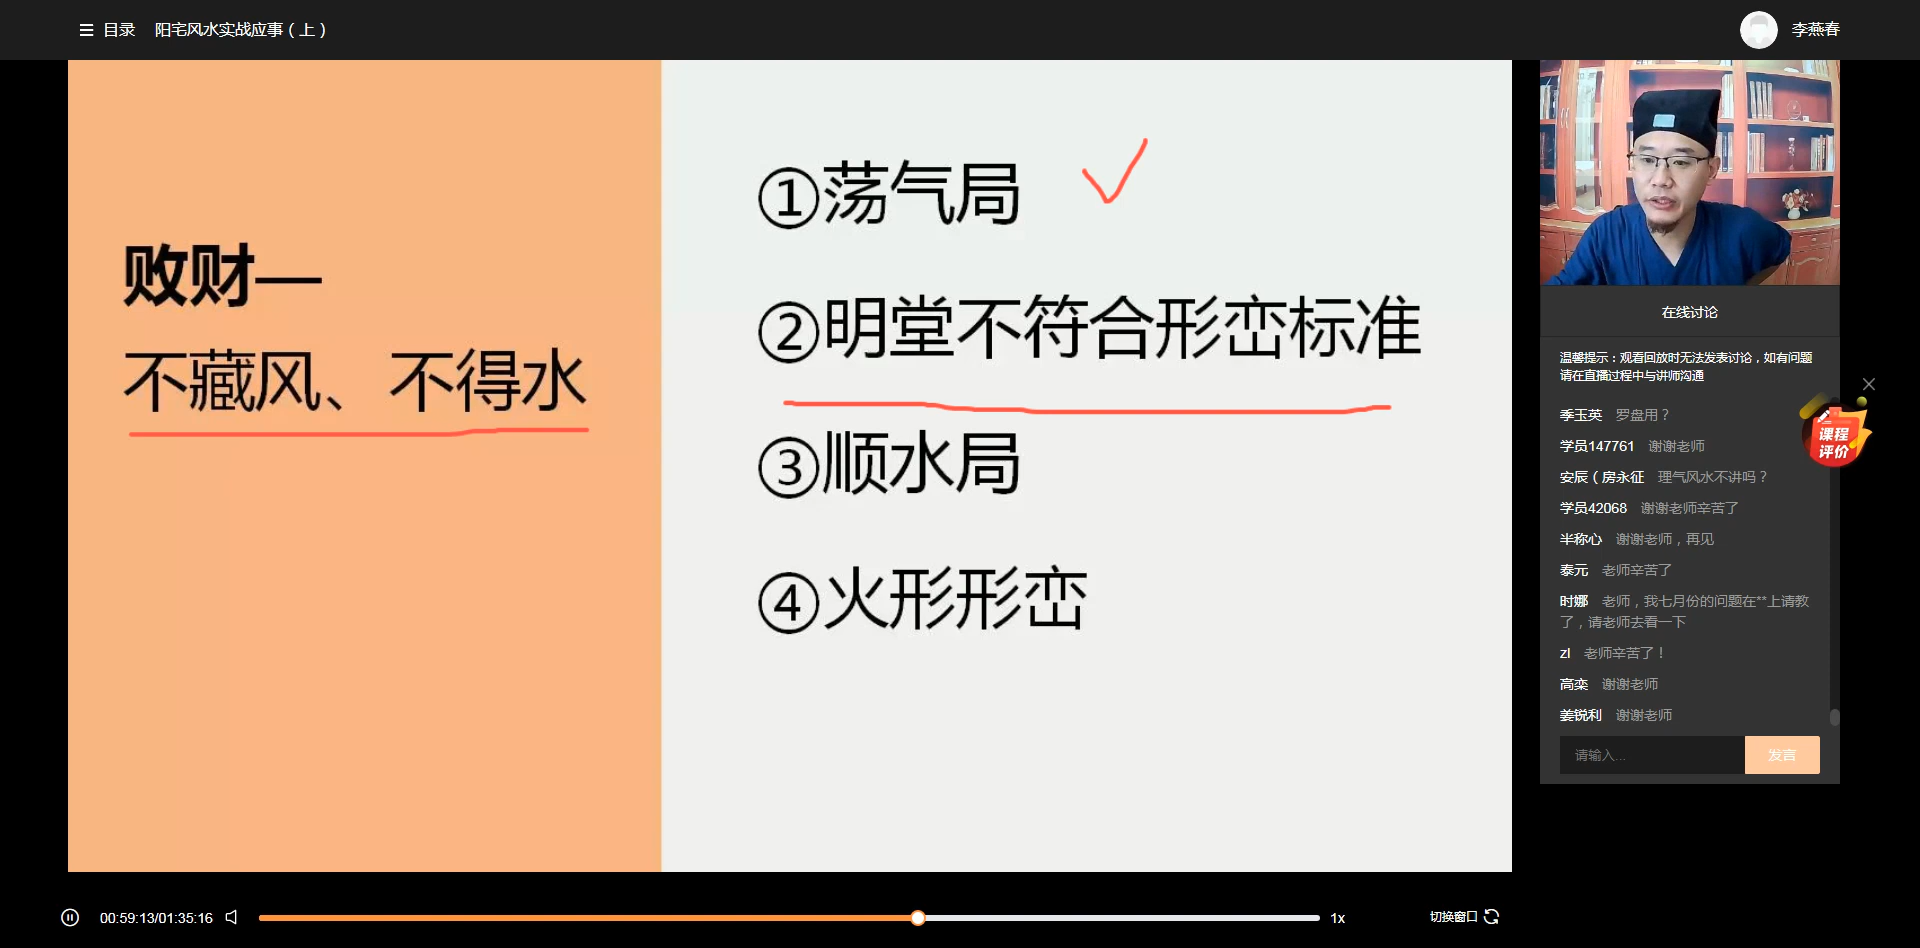 目录 阳宅风水实战应事（上）
李燕春
败财—
不藏风、不得水
①荡气局
②明堂不符合形峦标准
③顺水局
④火形形峦
在线讨论
温馨提示：观看回放时无法发表讨论，如有问题
请在直播过程中与讲师沟通
季玉英 罗盘用？
学员147761 谢谢老师
安辰（房永征 理气风水不讲吗？
学员42068 谢谢老师辛苦了
半称心 谢谢老师，再见
泰元 老师辛苦了
时娜 老师，我七月份的问题在**上请教
了，请老师去看一下
zl 老师辛苦了！
高栾 谢谢老师
姜锐利 谢谢老师
课程
评价
请输入... 发言
00:59:13/01:35:16 1x 切换窗口